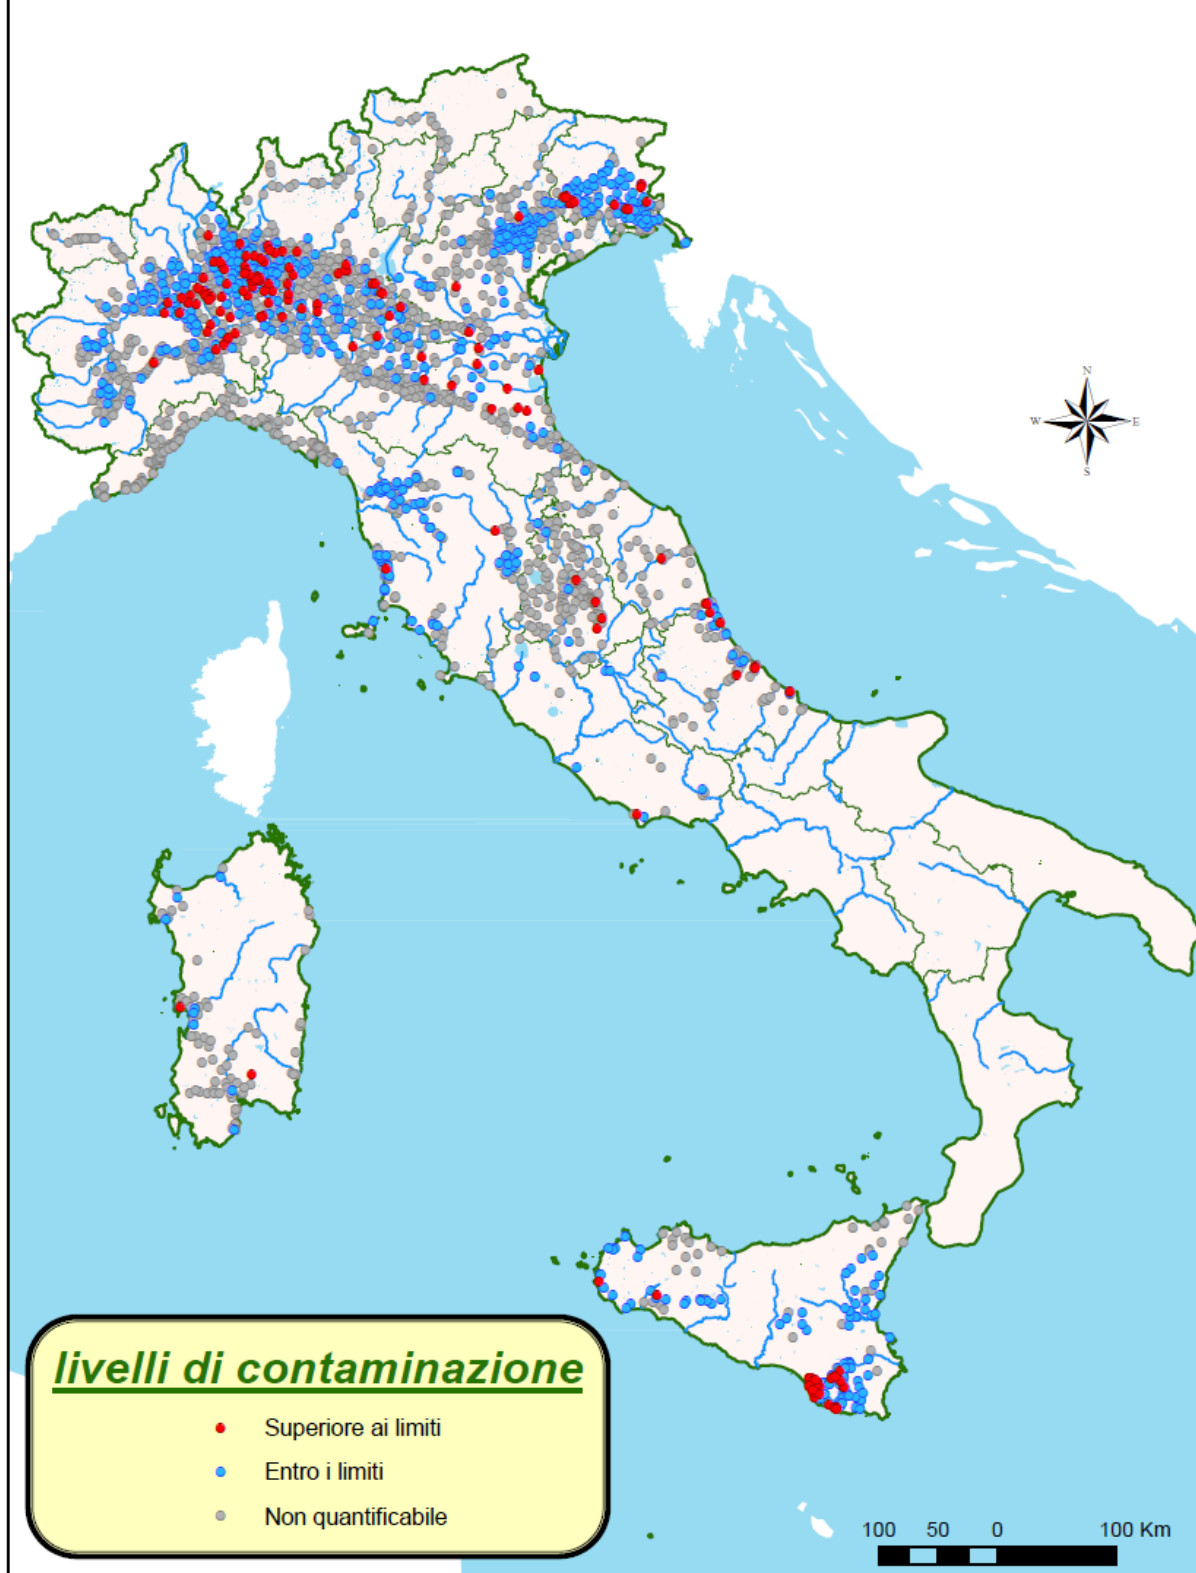 N
W E
S
livelli di contaminazione
Superiore ai limiti
Entro i limiti
Non quantificabile
100 50 0 100 Km